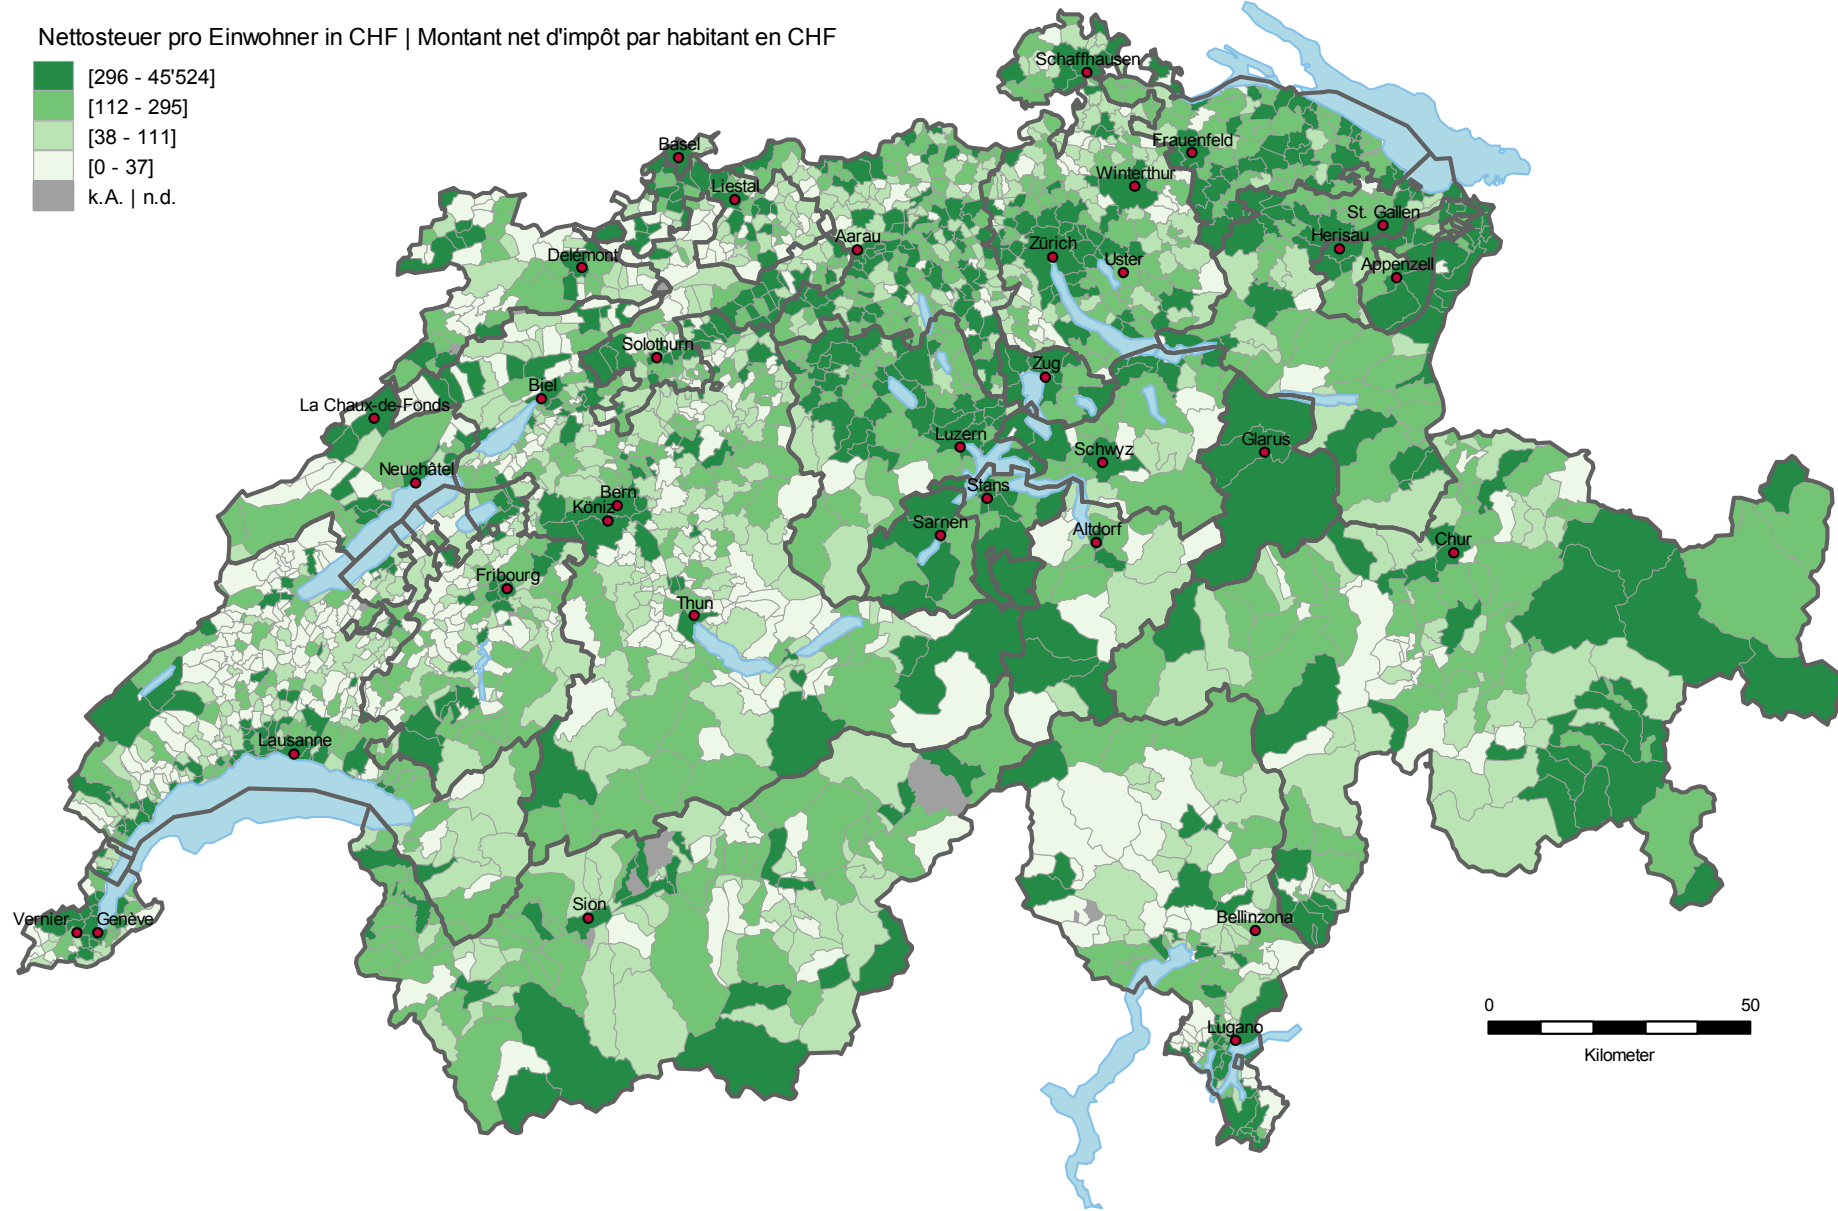 Nettosteuer pro Einwohner in CHF | Montant net d'impôt par habitant en CHF
[296 - 45'524]
[112 - 295]
[38 - 111]
[0 - 37]
k.A. | n.d.
Schaffhausen
Basel
Frauenfeld
Winterthur
Liestal
St. Gallen
Herisau
Aarau
Zürich
Uster
Delémont
Appenzell
Solothurn
Zug
Biel
La Chaux-de-Fonds
Luzern
Glarus
Schwyz
Neuchâtel
Stans
Bern
Köniz
Sarnen
Altdorf
Chur
Fribourg
Thun
Lausanne
Sion
Vernier
Genève
Bellinzona
Lugano
0
50
Kilometer